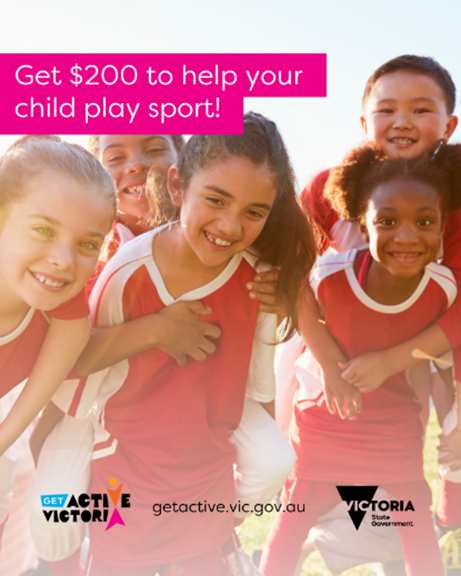 Get $200 to help your
child play sport!
GET ACTIVE
VICTORIA
getactive.vic.gov.au
VICTORIA
State
Government